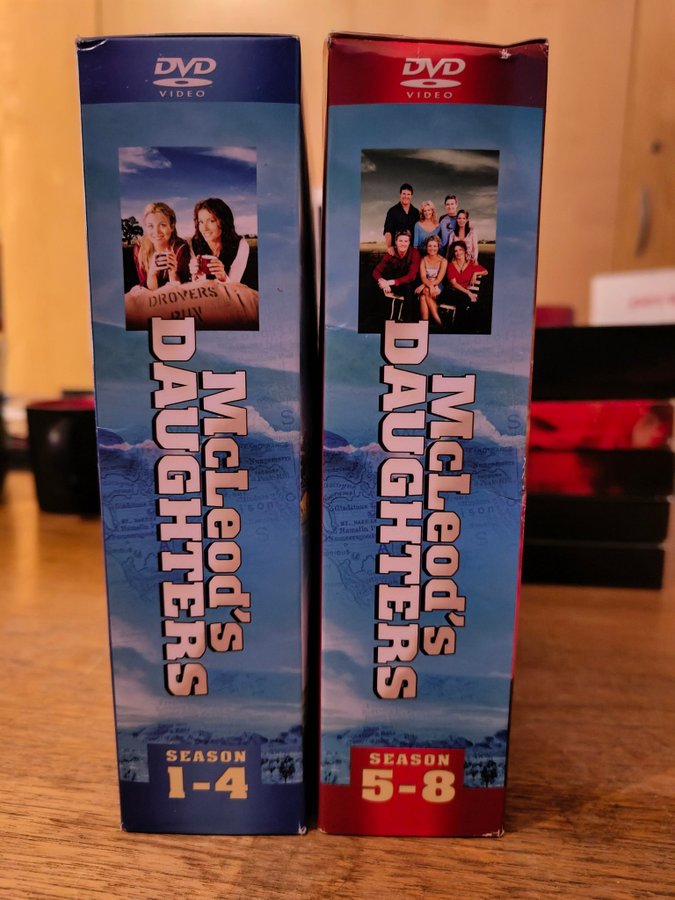 DVD
VIDEO
DROVERS
RUN
McLeod's
DAUGHTERS
SEASON
1-4
DVD
VIDEO
McLeod's
DAUGHTERS
SEASON
5-8